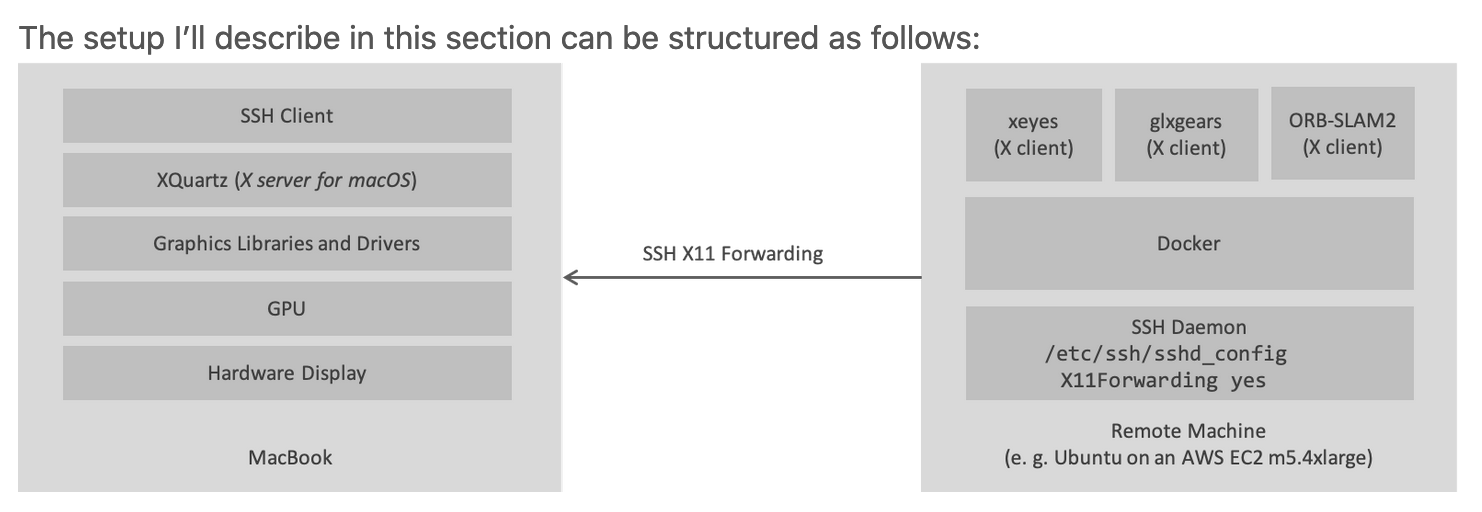 The setup I’ll describe in this section can be structured as follows:
SSH Client
XQuartz (X server for macOS)
Graphics Libraries and Drivers
GPU
Hardware Display
MacBook
SSH X11 Forwarding
xeyes
(X client)
glxgears
(X client)
ORB-SLAM2
(X client)
Docker
SSH Daemon
/etc/ssh/sshd_config
X11Forwarding yes
Remote Machine
(e. g. Ubuntu on an AWS EC2 m5.4xlarge)